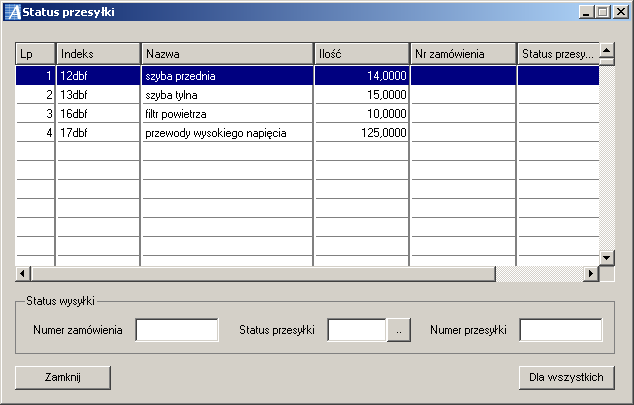 Status przesyłki
Lp Indeks Nazwa Ilość Nr zamówienia Status przesy...
1 12dbf szyba przednia 14,0000
2 13dbf szyba tylna 15,0000
3 16dbf filtr powietrza 10,0000
4 17dbf przewody wysokiego napięcia 125,0000
Status wysyłki
Numer zamówienia Status przesyłki .. Numer przesyłki
Zamknij Dla wszystkich